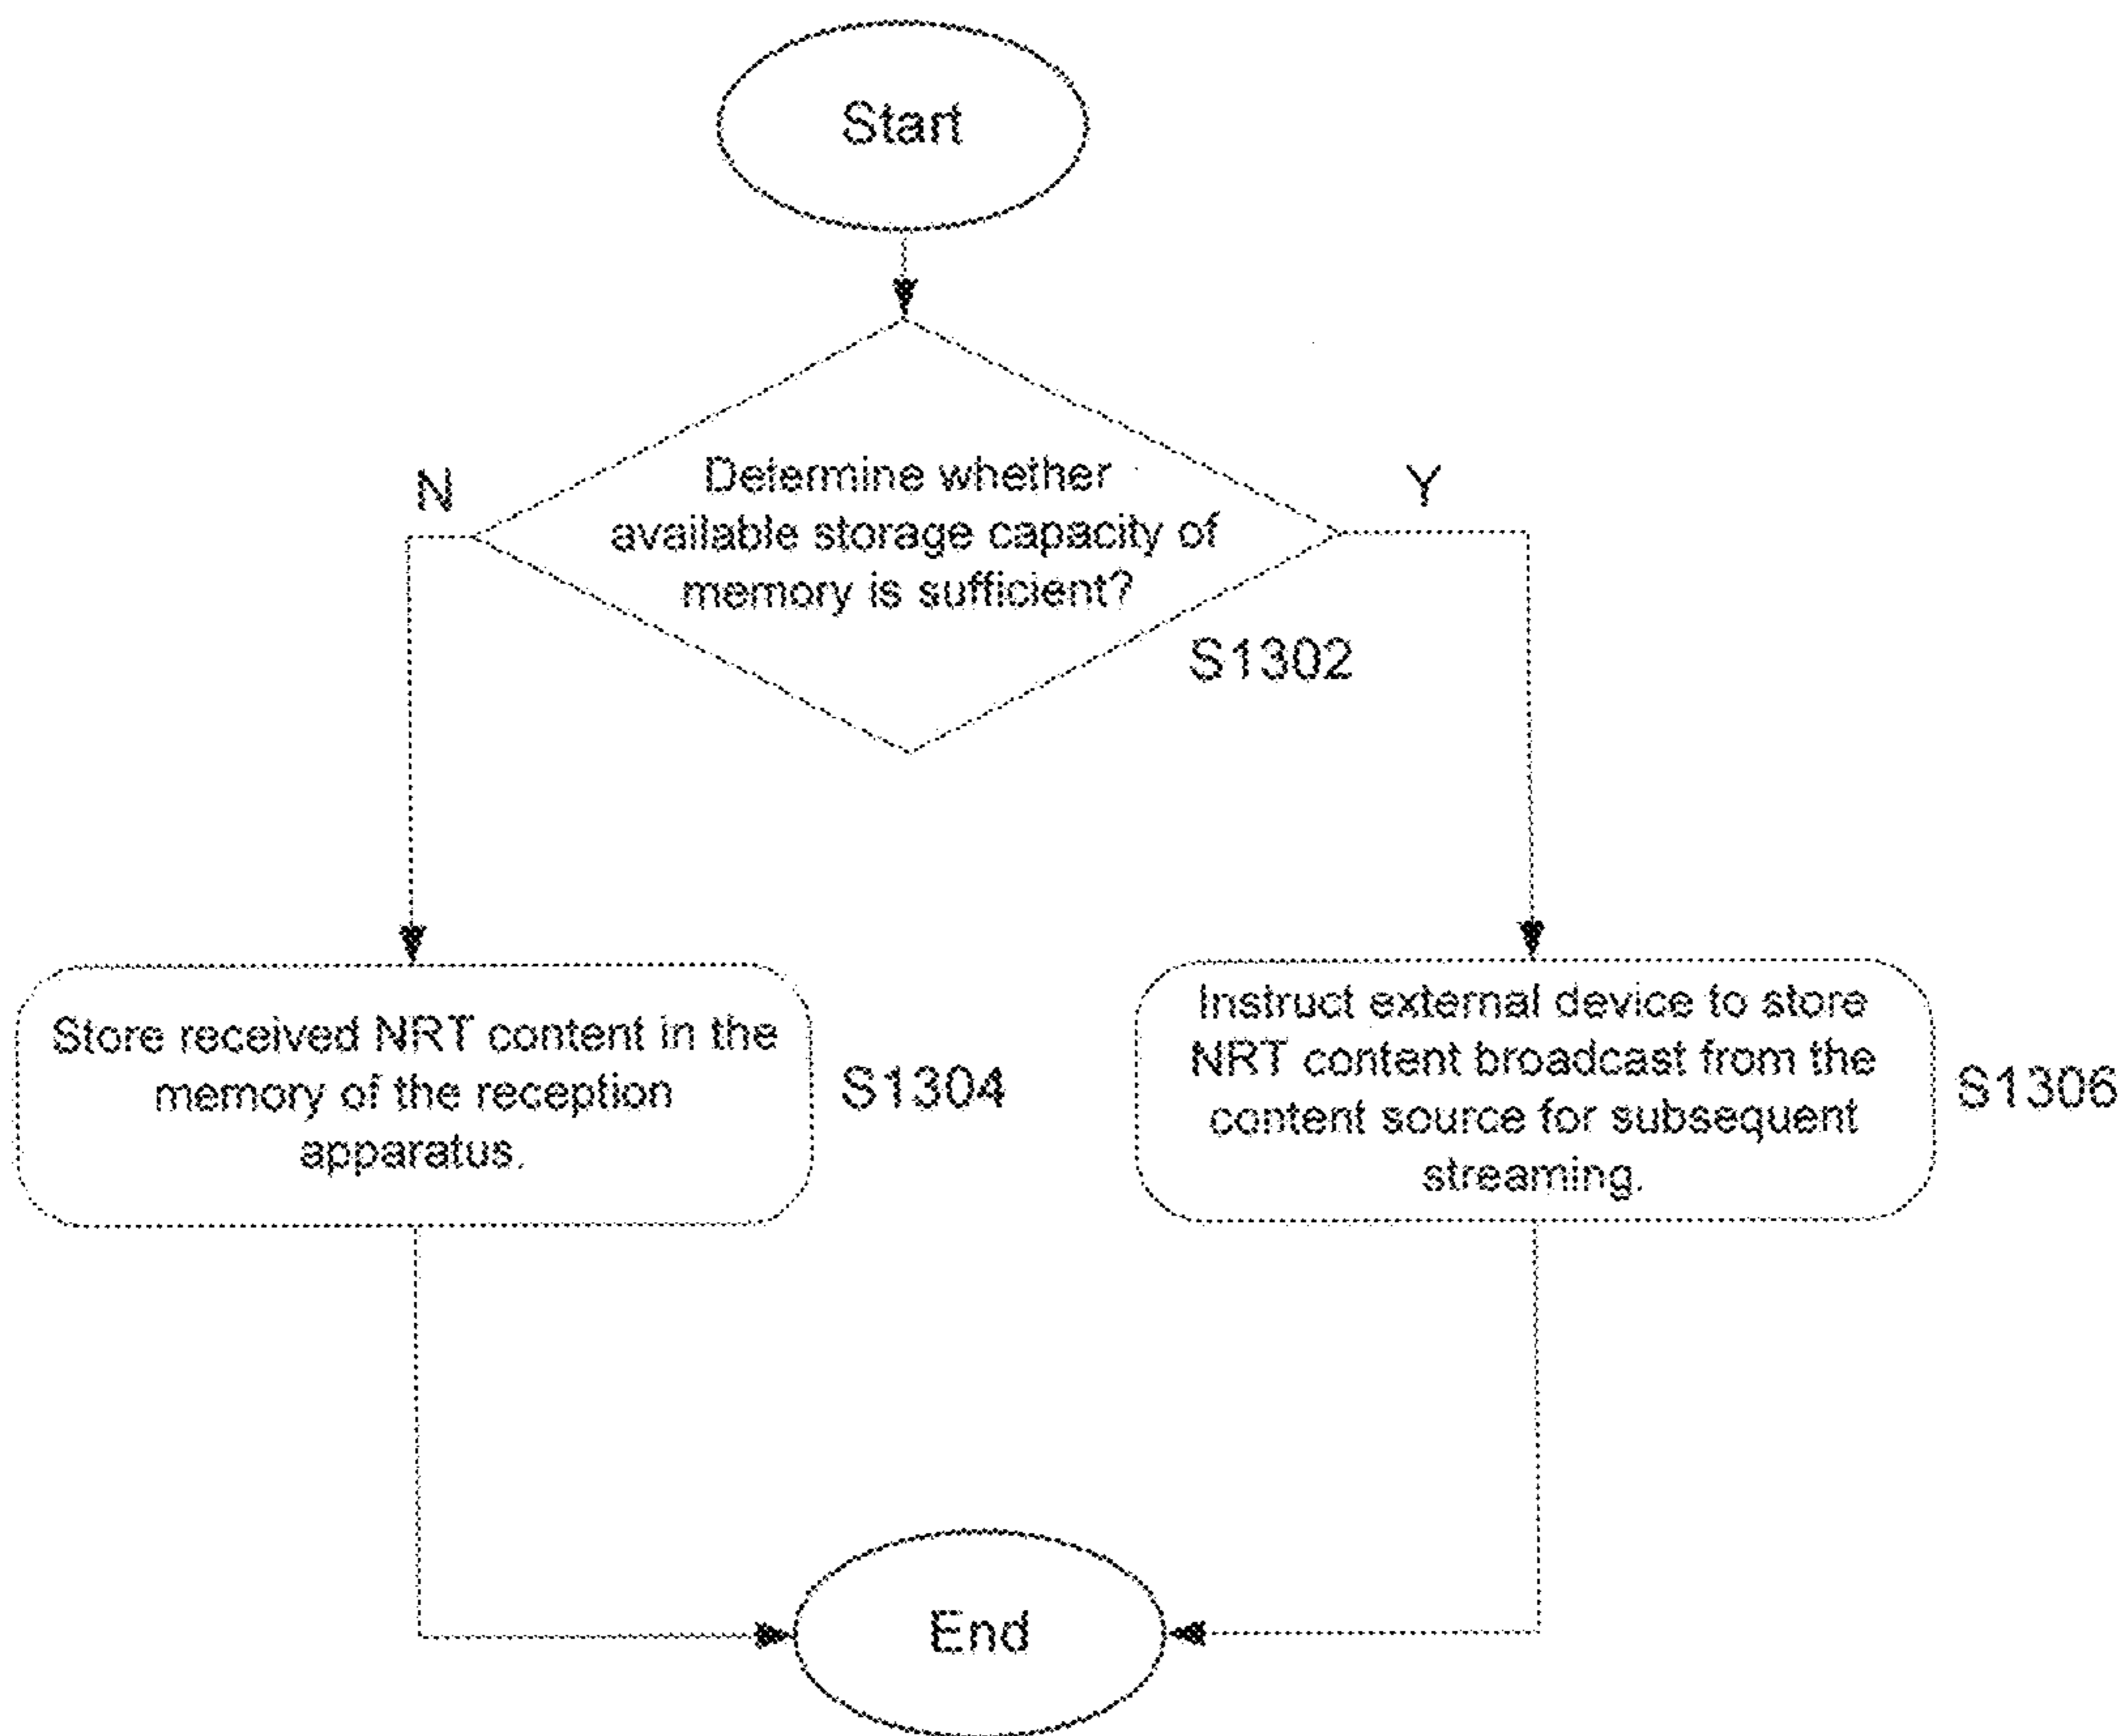 Start
N
Y
Determine whether
available storage capacity of
memory is sufficient?
S1302
Store received NRT content in the
memory of the reception
apparatus.
S1304
Instruct external device to store
NRT content broadcast from the
content source for subsequent
streaming.
S1306
End